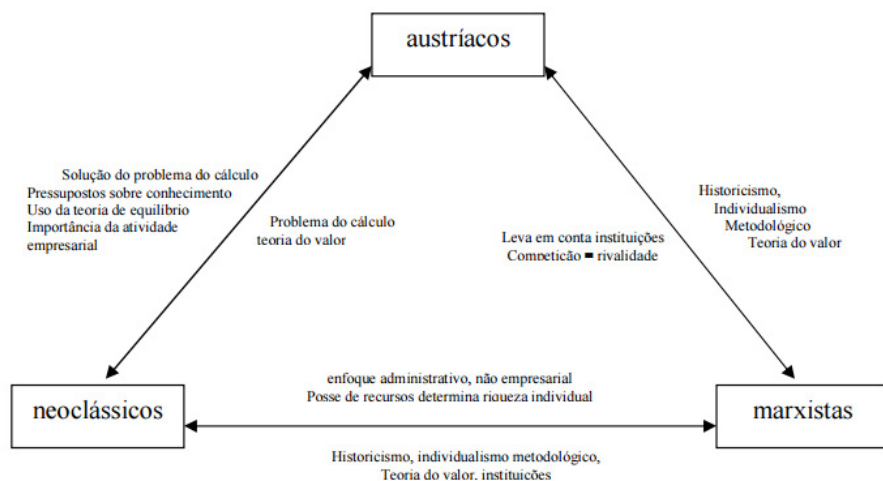 austríacos
Solução do problema do cálculo
Pressupostos sobre conhecimento
Uso da teoria de equilíbrio
Importância da atividade
empresarial
Problema do cálculo
teoria do valor
Leva em conta instituições
Competição = rivalidade
Historicismo,
Individualismo
Metodológico
Teoria do valor
neoclássicos
enfoque administrativo, não empresarial
Posse de recursos determina riqueza individual
marxistas
Historicismo, individualismo metodológico,
Teoria do valor, instituições